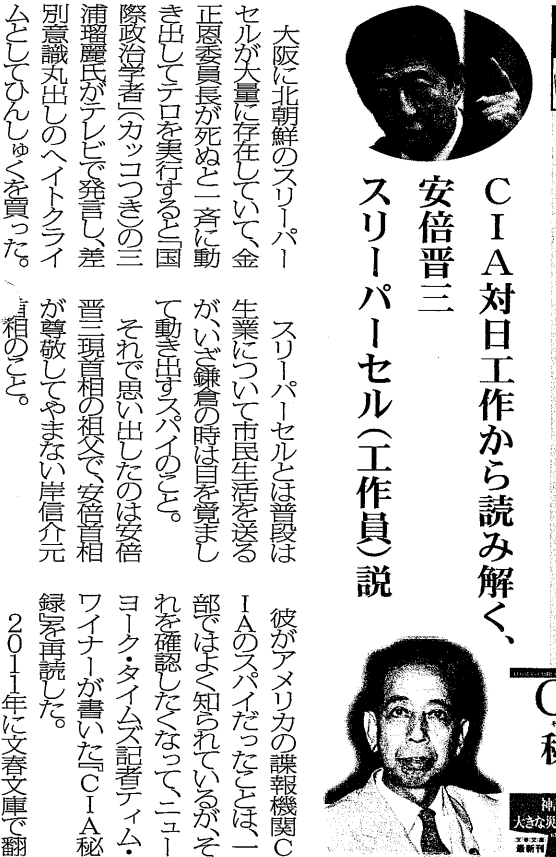 CIA対日工作から読み解く、
安倍晋三
スリーパーセル(工作員)説
大阪に北朝鮮のスリーパー
セルが大量に存在していて、金
正恩委員長が死ぬと一斉に動
き出してテロを実行すると「国
際政治学者」(カッコつき)の三
浦瑠麗氏がテレビで発言し、差
別意識丸出しのヘイトクライ
ムとしてひんしゅくを買った。
スリーパーセルとは普段は
生業について市民生活を送る
が、いざ鎌倉の時は目を覚まし
て動き出すスパイのこと。
それで思い出したのは安倍
晋三現首相の祖父で、安倍首相
が尊敬してやまない岸信介元
首相のこと。
彼がアメリカの諜報機関C
IAのスパイだったことは、一
部ではよく知られているが、そ
れを確認したくなって、ニュー
ヨーク・タイムズ記者ティム・
ワイナーが書いた『CIA秘
録』を再読した。
2011年に文春文庫で翻
C
秘
神
大きな災
文春文庫
最新刊